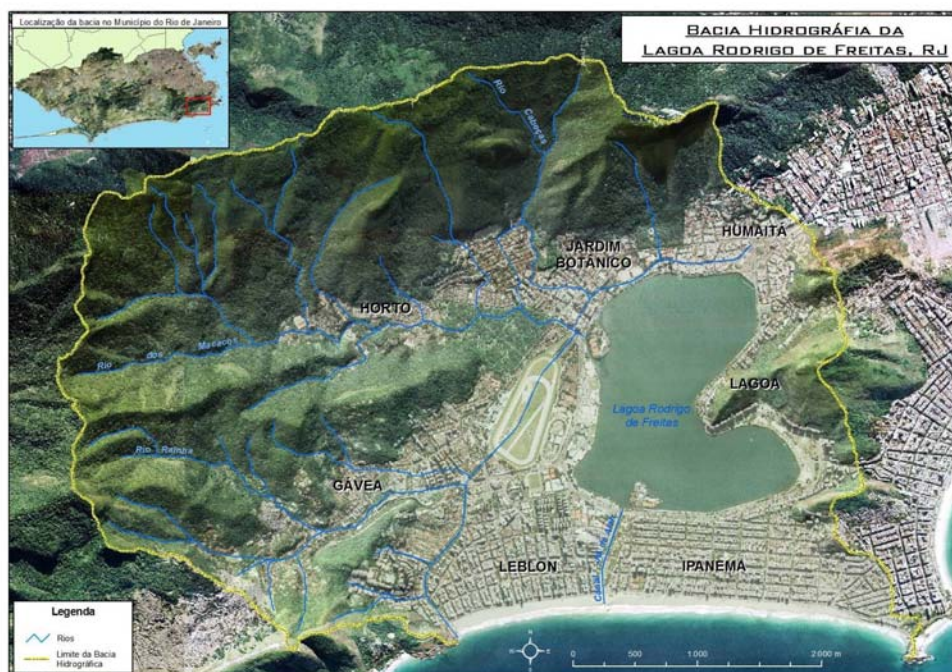 Localização da bacia no Município do Rio de Janeiro
BACIA HIDROGRÁFIA DA
LAGOA RODRIGO DE FREITAS, RJ
Rio Cabeças
HUMAITÁ
JARDIM
BOTÂNICO
HORTO
Rio dos Macacos
LAGOA
Lagoa Rodrigo
de Freitas
Rio Rainha
GÁVEA
LEBLON
IPANEMA
Legenda
Rios
Limite da Bacia
Hidrográfica
N
W
E
S
0
500
1 000
2 000 m